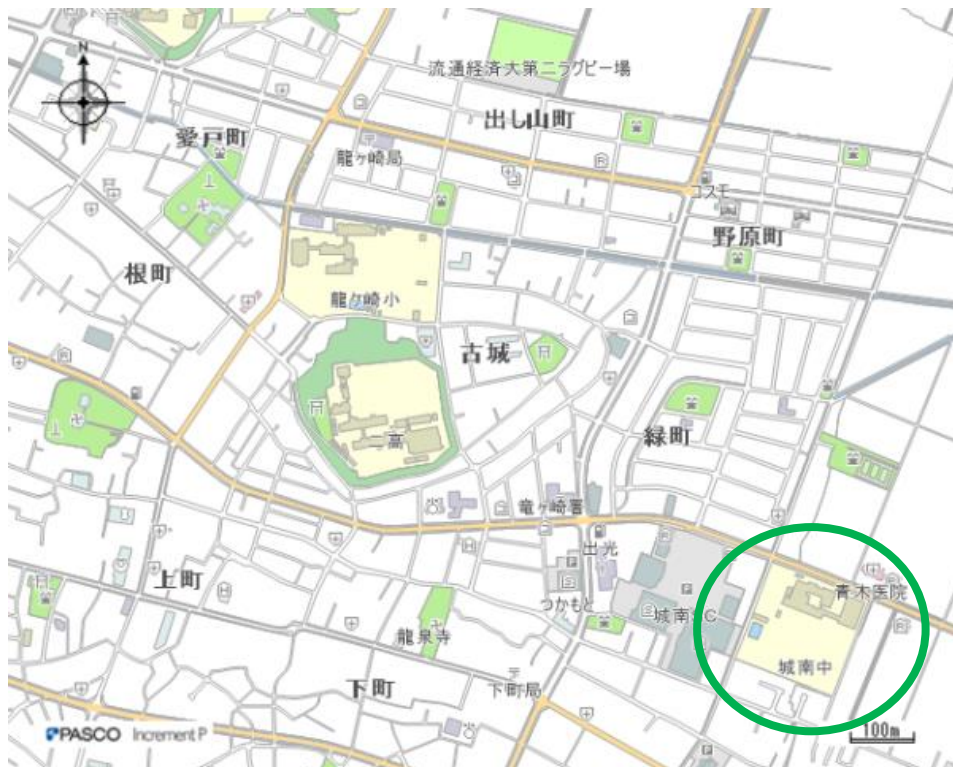 N
流通経済大第二ラグビー場
出し山町
愛戸町
龍ヶ崎局
コスモ
野原町
根町
龍ケ崎小
古城
二高
緑町
竜ヶ崎署
出光
上町
つかもと
城南SC
青木医院
龍泉寺
城南中
下町
下町局
PASCO Increment P
100m